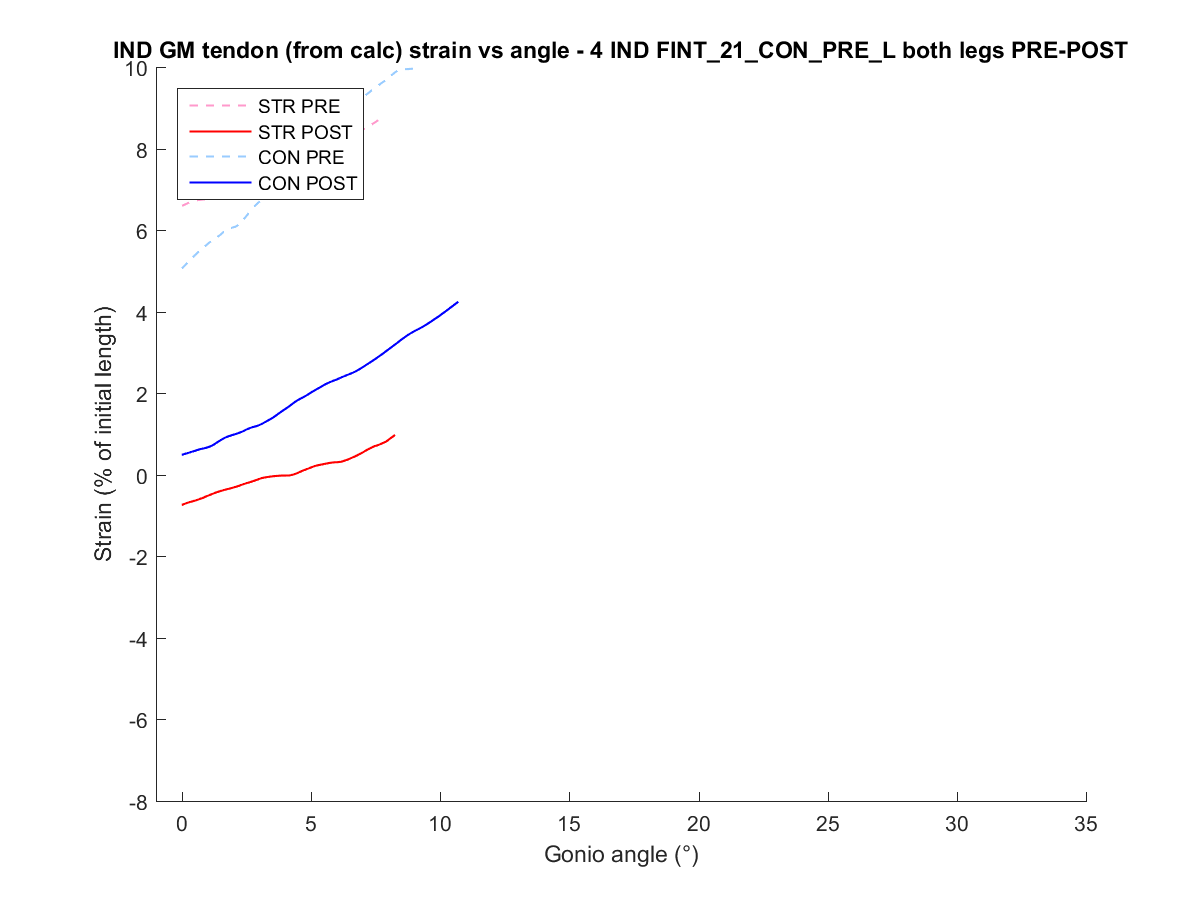 IND GM tendon (from calc) strain vs angle - 4 IND FINT_21_CON_PRE_L both legs PRE-POST
10
8
6
4
2
0
-2
-4
-6
-8
Strain (% of initial length)
STR PRE
STR POST
CON PRE
CON POST
0 5 10 15 20 25 30 35
Gonio angle (°)